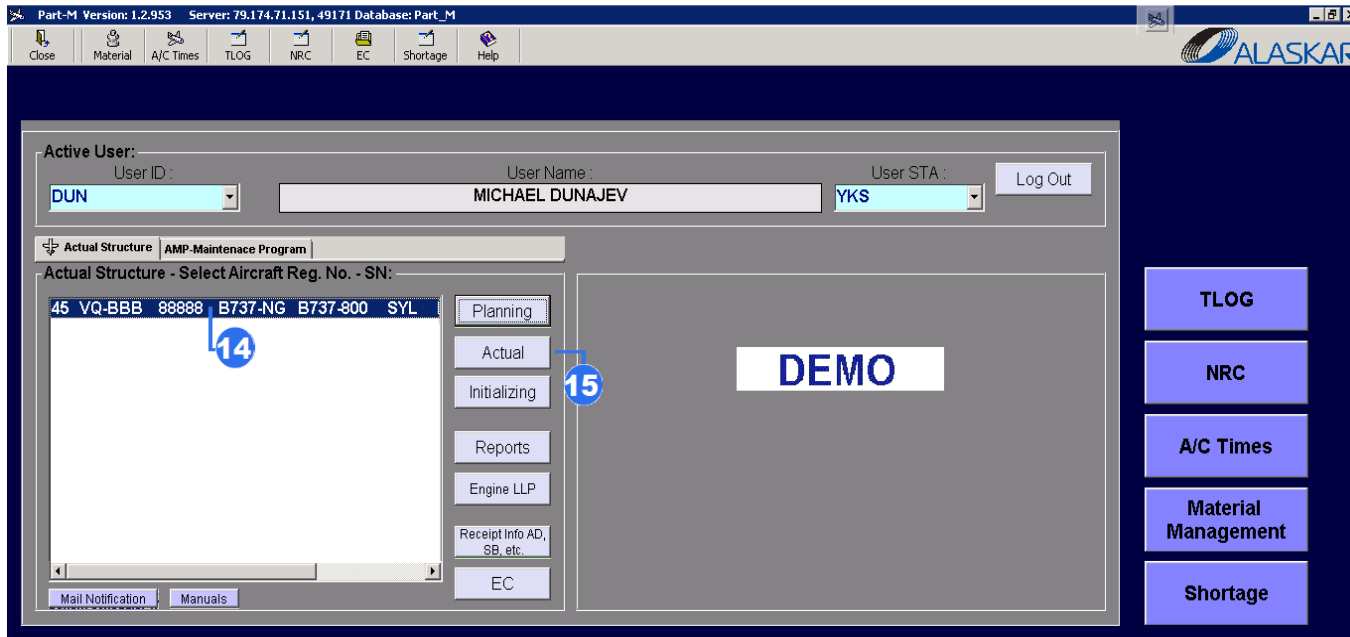 Part-M Version: 1.2.953 Server: 79.174.71.151, 49171 Database: Part_M
Close Material A/C Times TLOG NRC EC Shortage Help
ALASKAR
Active User:
User ID : User Name : User STA :
DUN MICHAEL DUNAJEV YKS Log Out
Actual Structure AMP-Maintenace Program
Actual Structure - Select Aircraft Reg. No. - SN:
45 VQ-BBB 88888 B737-NG B737-800 SYL
14
Planning
Actual
15
Initializing
Reports
Engine LLP
Receipt Info AD,
SB, etc.
EC
Mail Notification Manuals
DEMO
TLOG
NRC
A/C Times
Material
Management
Shortage